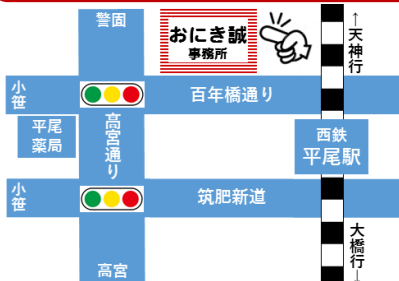 警固
おにき誠
事務所
↑天神行
小笹
百年橋通り
平尾
薬局
高宮通り
西鉄
平尾駅
小笹
筑肥新道
大橋行↓
高宮